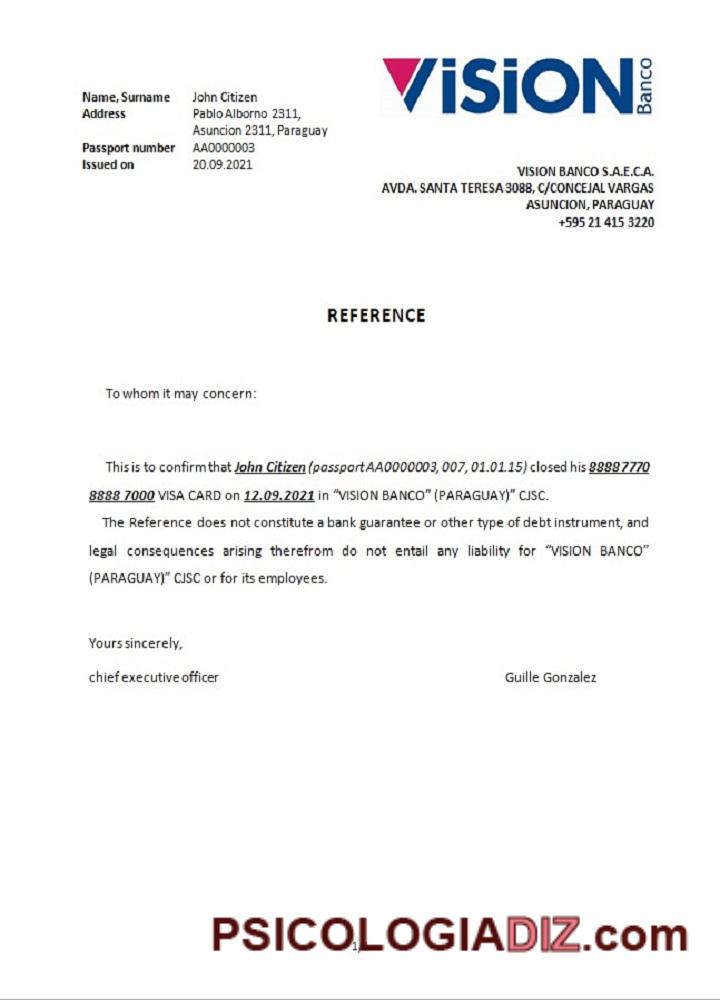 ViSiON Banco
Name, Surname John Citizen
Address Pablo Alborno 2311,
Asuncion 2311, Paraguay
Passport number AA0000003
Issued on 20.09.2021
VISION BANCO S.A.E.C.A.
AVDA. SANTA TERESA 3088, C/CONCEJAL VARGAS
ASUNCION, PARAGUAY
+595 21 415 3220
REFERENCE
To whom it may concern:
This is to confirm that John Citizen (passport AA0000003, 007, 01.01.15) closed his 8888 7770
8888 7000 VISA CARD on 12.09.2021 in “VISION BANCO” (PARAGUAY)” CJSC.
The Reference does not constitute a bank guarantee or other type of debt instrument, and
legal consequences arising therefrom do not entail any liability for “VISION BANCO”
(PARAGUAY)” CJSC or for its employees.
Yours sincerely,
chief executive officer Guille Gonzalez
PSICOLOGIADIZ.com